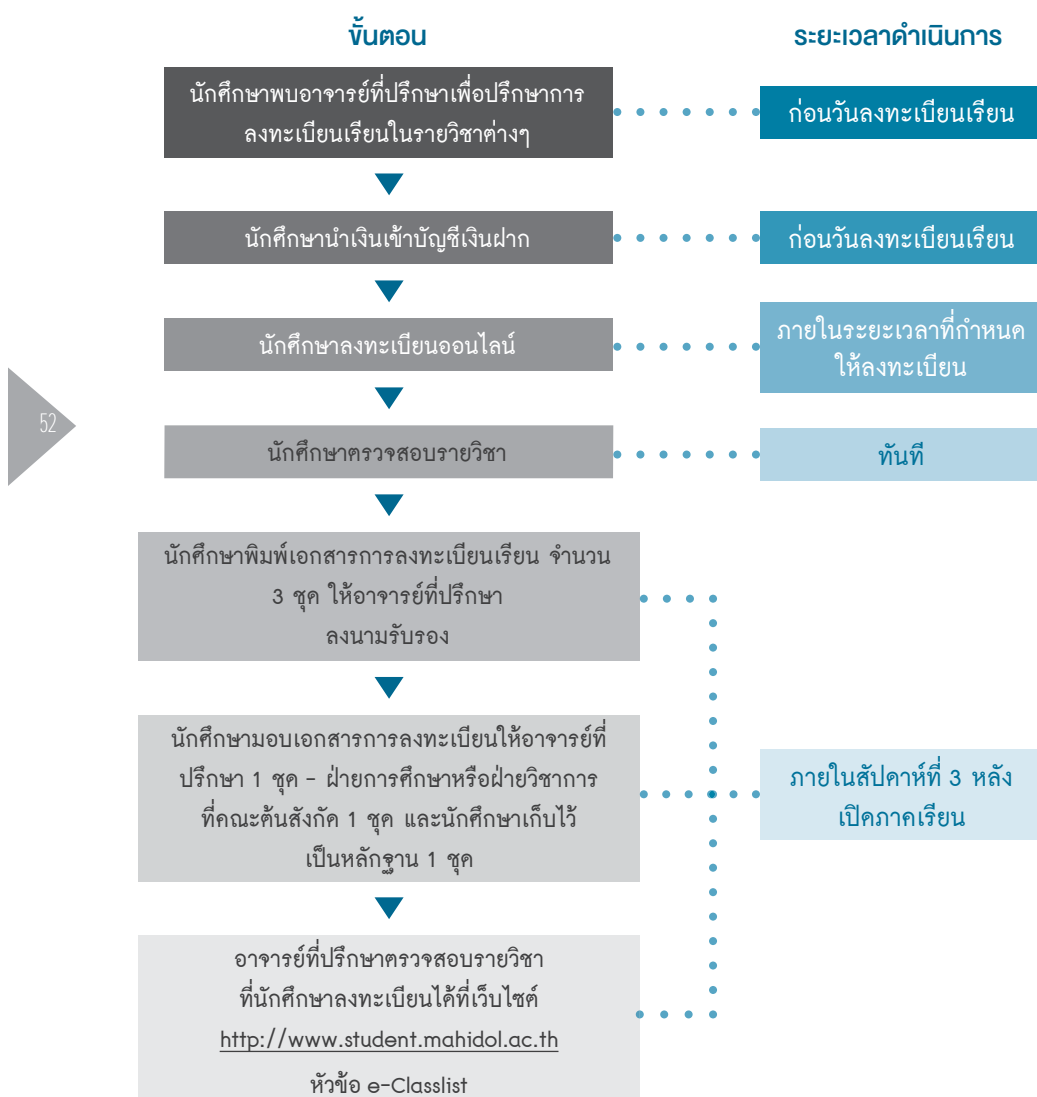 ขั้นตอน
ระยะเวลาดำเนินการ
นักศึกษาพบอาจารย์ที่ปรึกษาเพื่อปรึกษาการ
ลงทะเบียนเรียนในรายวิชาต่างๆ
ก่อนวันลงทะเบียนเรียน
นักศึกษานำเงินเข้าบัญชีเงินฝาก
ก่อนวันลงทะเบียนเรียน
นักศึกษาลงทะเบียนออนไลน์
ภายในระยะเวลาที่กำหนด
ให้ลงทะเบียน
52
นักศึกษาตรวจสอบรายวิชา
ทันที
นักศึกษาพิมพ์เอกสารการลงทะเบียนเรียน จำนวน
3 ชุด ให้อาจารย์ที่ปรึกษา
ลงนามรับรอง
นักศึกษามอบเอกสารการลงทะเบียนให้อาจารย์ที่
ปรึกษา 1 ชุด - ฝ่ายการศึกษาหรือฝ่ายวิชาการ
ที่คณะต้นสังกัด 1 ชุด และนักศึกษาเก็บไว้
เป็นหลักฐาน 1 ชุด
ภายในสัปดาห์ที่ 3 หลัง
เปิดภาคเรียน
อาจารย์ที่ปรึกษาตรวจสอบรายวิชา
ที่นักศึกษาลงทะเบียนได้ที่เว็บไซต์
http://www.student.mahidol.ac.th
หัวข้อ e-Classlist